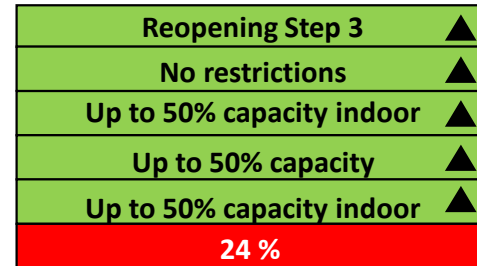 Reopening Step 3
No restrictions
Up to 50% capacity indoor
Up to 50% capacity
Up to 50% capacity indoor
24 %